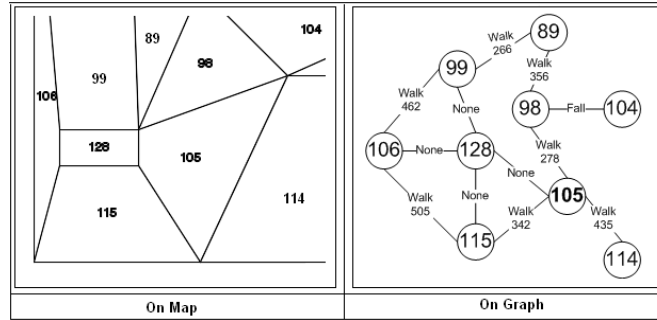 89
104
98
99
106
128
105
114
115
89
Walk
266
99
Walk
356
Walk
462
None
98
Fall
104
Walk
278
106
None
128
None
None
105
Walk
505
Walk
342
Walk
435
115
114
On Map
On Graph